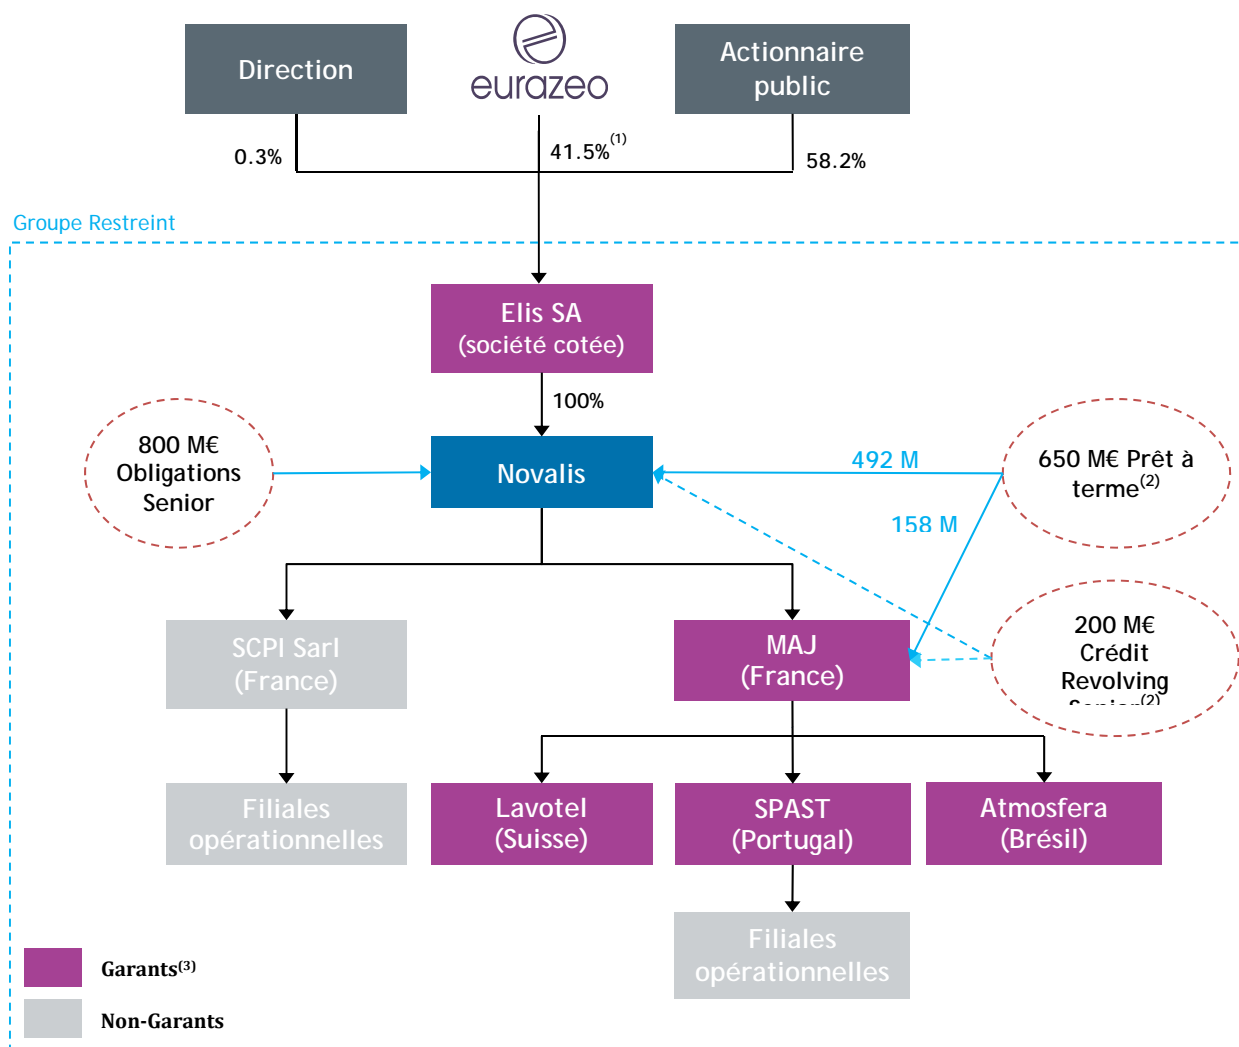 Direction
eurazeo
Actionnaire
public
0.3%
41.5%(1)
58.2%
Groupe Restreint
Elis SA
(société cotée)
100%
800 M€
Obligations
Senior
Novalis
492 M
650 M€ Prêt à
terme(2)
158 M
SCPI Sarl
(France)
MAJ
(France)
200 M€
Crédit
Revolving
Senior(2)
Filiales
opérationnelles
Lavotel
(Suisse)
SPAST
(Portugal)
Atmosfera
(Brésil)
Filiales
opérationnelles
Garants(3)
Non-Garants